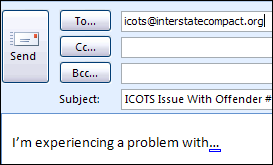 To... icots@interstatecompact.org
Cc...
Send
Bcc...
Subject: ICOTS Issue With Offender #
I'm experiencing a problem with...